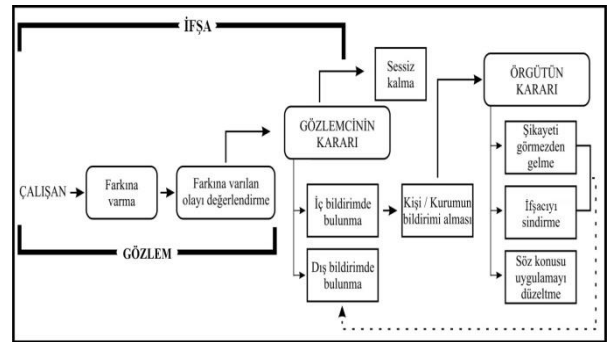 İFŞA
Sessiz
kalma
ÖRGÜTÜN
KARARI
GÖZLEMCİNİN
KARARI
Şikayeti
görmezden
gelme
ÇALIŞAN
Farkına
varma
Farkına varılan
olayı değerlendirme
İç bildirimde
bulunma
Kişi / Kurumun
bildirimi alması
İfşacıyı
sindirme
GÖZLEM
Dış bildirimde
bulunma
Söz konusu
uygulamayı
düzeltme